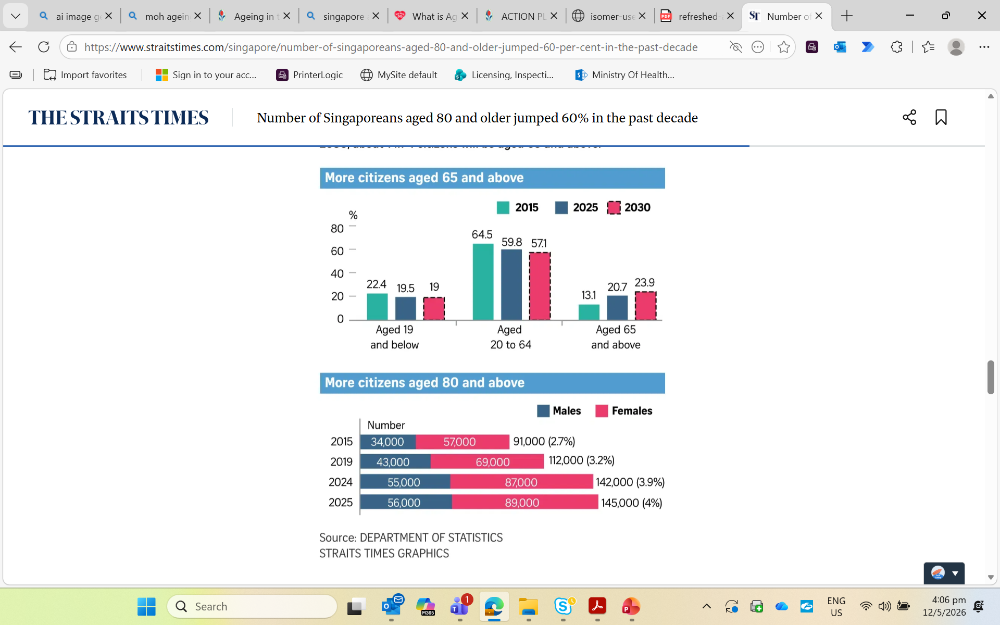 ai image g
moh agein
Ageing in t
singapore a
What is Ag
ACTION PL
isomer-use
refreshed-
Number of
https://www.straitstimes.com/singapore/number-of-singaporeans-aged-80-and-older-jumped-60-per-cent-in-the-past-decade
Import favorites
Sign in to your acc...
PrinterLogic
MySite default
Licensing, Inspecti...
Ministry Of Health...
THE STRAITS TIMES
Number of Singaporeans aged 80 and older jumped 60% in the past decade
More citizens aged 65 and above
2015 2025 2030
%
80
60
40
20
0
22.4 19.5 19
64.5 59.8 57.1
13.1 20.7 23.9
Aged 19
and below
Aged
20 to 64
Aged 65
and above
More citizens aged 80 and above
Males Females
Number
2015 34,000 57,000 91,000 (2.7%)
2019 43,000 69,000 112,000 (3.2%)
2024 55,000 87,000 142,000 (3.9%)
2025 56,000 89,000 145,000 (4%)
Source: DEPARTMENT OF STATISTICS
STRAITS TIMES GRAPHICS
Search
M365
1
ENG
US
4:06 pm
12/5/2026